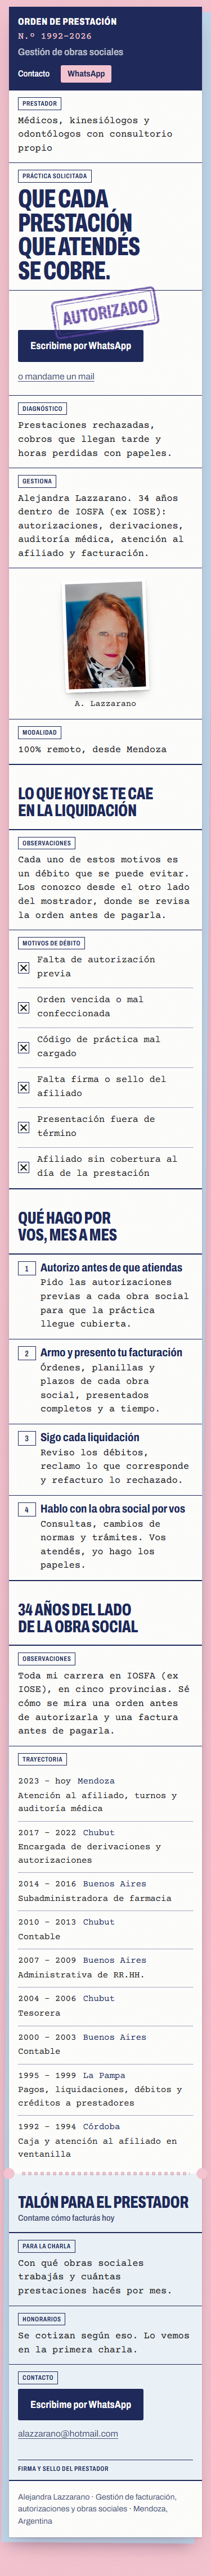 ORDEN DE PRESTACIÓN
N.º 1992–2026
Gestión de obras sociales
Contacto WhatsApp
PRESTADOR
Médicos, kinesiólogos y
odontólogos con consultorio
propio
PRÁCTICA SOLICITADA
QUE CADA
PRESTACIÓN
QUE ATENDÉS
SE COBRE.
AUTORIZADO
Escribime por WhatsApp
o mandame un mail
DIAGNÓSTICO
Prestaciones rechazadas,
cobros que llegan tarde y
horas perdidas con papeles.
GESTIONA
Alejandra Lazzarano. 34 años
dentro de IOSFA (ex IOSE):
autorizaciones, derivaciones,
auditoría médica, atención al
afiliado y facturación.
A. Lazzarano
MODALIDAD
100% remoto, desde Mendoza
LO QUE HOY SE TE CAE
EN LA LIQUIDACIÓN
OBSERVACIONES
Cada uno de estos motivos es
un débito que se puede evitar.
Los conozco desde el otro lado
del mostrador, donde se revisa
la orden antes de pagarla.
MOTIVOS DE DÉBITO
Falta de autorización
previa
Orden vencida o mal
confeccionada
Código de práctica mal
cargado
Falta firma o sello del
afiliado
Presentación fuera de
término
Afiliado sin cobertura al
día de la prestación
QUÉ HAGO POR
VOS, MES A MES
1 Autorizo antes de que atiendas
Pido las autorizaciones
previas a cada obra social
para que la práctica
llegue cubierta.
2 Armo y presento tu facturación
Órdenes, planillas y
plazos de cada obra
social, presentados
completos y a tiempo.
3 Sigo cada liquidación
Reviso los débitos,
reclamo lo que corresponde
y refacturo lo rechazado.
4 Hablo con la obra social por vos
Consultas, cambios de
normas y trámites. Vos
atendés, yo hago los
papeles.
34 AÑOS DEL LADO
DE LA OBRA SOCIAL
OBSERVACIONES
Toda mi carrera en IOSFA (ex
IOSE), en cinco provincias. Sé
cómo se mira una orden antes
de autorizarla y una factura
antes de pagarla.
TRAYECTORIA
2023 – hoy Mendoza
Atención al afiliado, turnos y
auditoría médica
2017 – 2022 Chubut
Encargada de derivaciones y
autorizaciones
2014 – 2016 Buenos Aires
Subadministradora de farmacia
2010 – 2013 Chubut
Contable
2007 – 2009 Buenos Aires
Administrativa de RR.HH.
2004 – 2006 Chubut
Tesorera
2000 – 2003 Buenos Aires
Contable
1995 – 1999 La Pampa
Pagos, liquidaciones, débitos y
créditos a prestadores
1992 – 1994 Córdoba
Caja y atención al afiliado en
ventanilla
TALÓN PARA EL PRESTADOR
Contame cómo facturás hoy
PARA LA CHARLA
Con qué obras sociales
trabajás y cuántas
prestaciones hacés por mes.
HONORARIOS
Se cotizan según eso. Lo vemos
en la primera charla.
CONTACTO
Escribime por WhatsApp
alazzarano@hotmail.com
FIRMA Y SELLO DEL PRESTADOR
Alejandra Lazzarano · Gestión de facturación,
autorizaciones y obras sociales · Mendoza,
Argentina